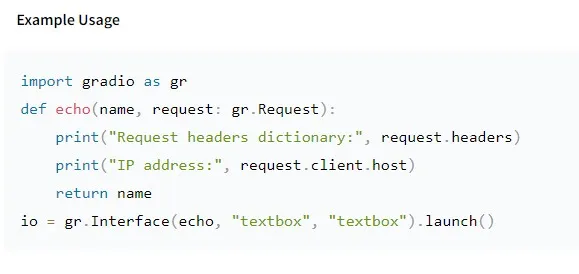 Example Usage
import gradio as gr
def echo(name, request: gr.Request):
    print("Request headers dictionary:", request.headers)
    print("IP address:", request.client.host)
    return name
io = gr.Interface(echo, "textbox", "textbox").launch()